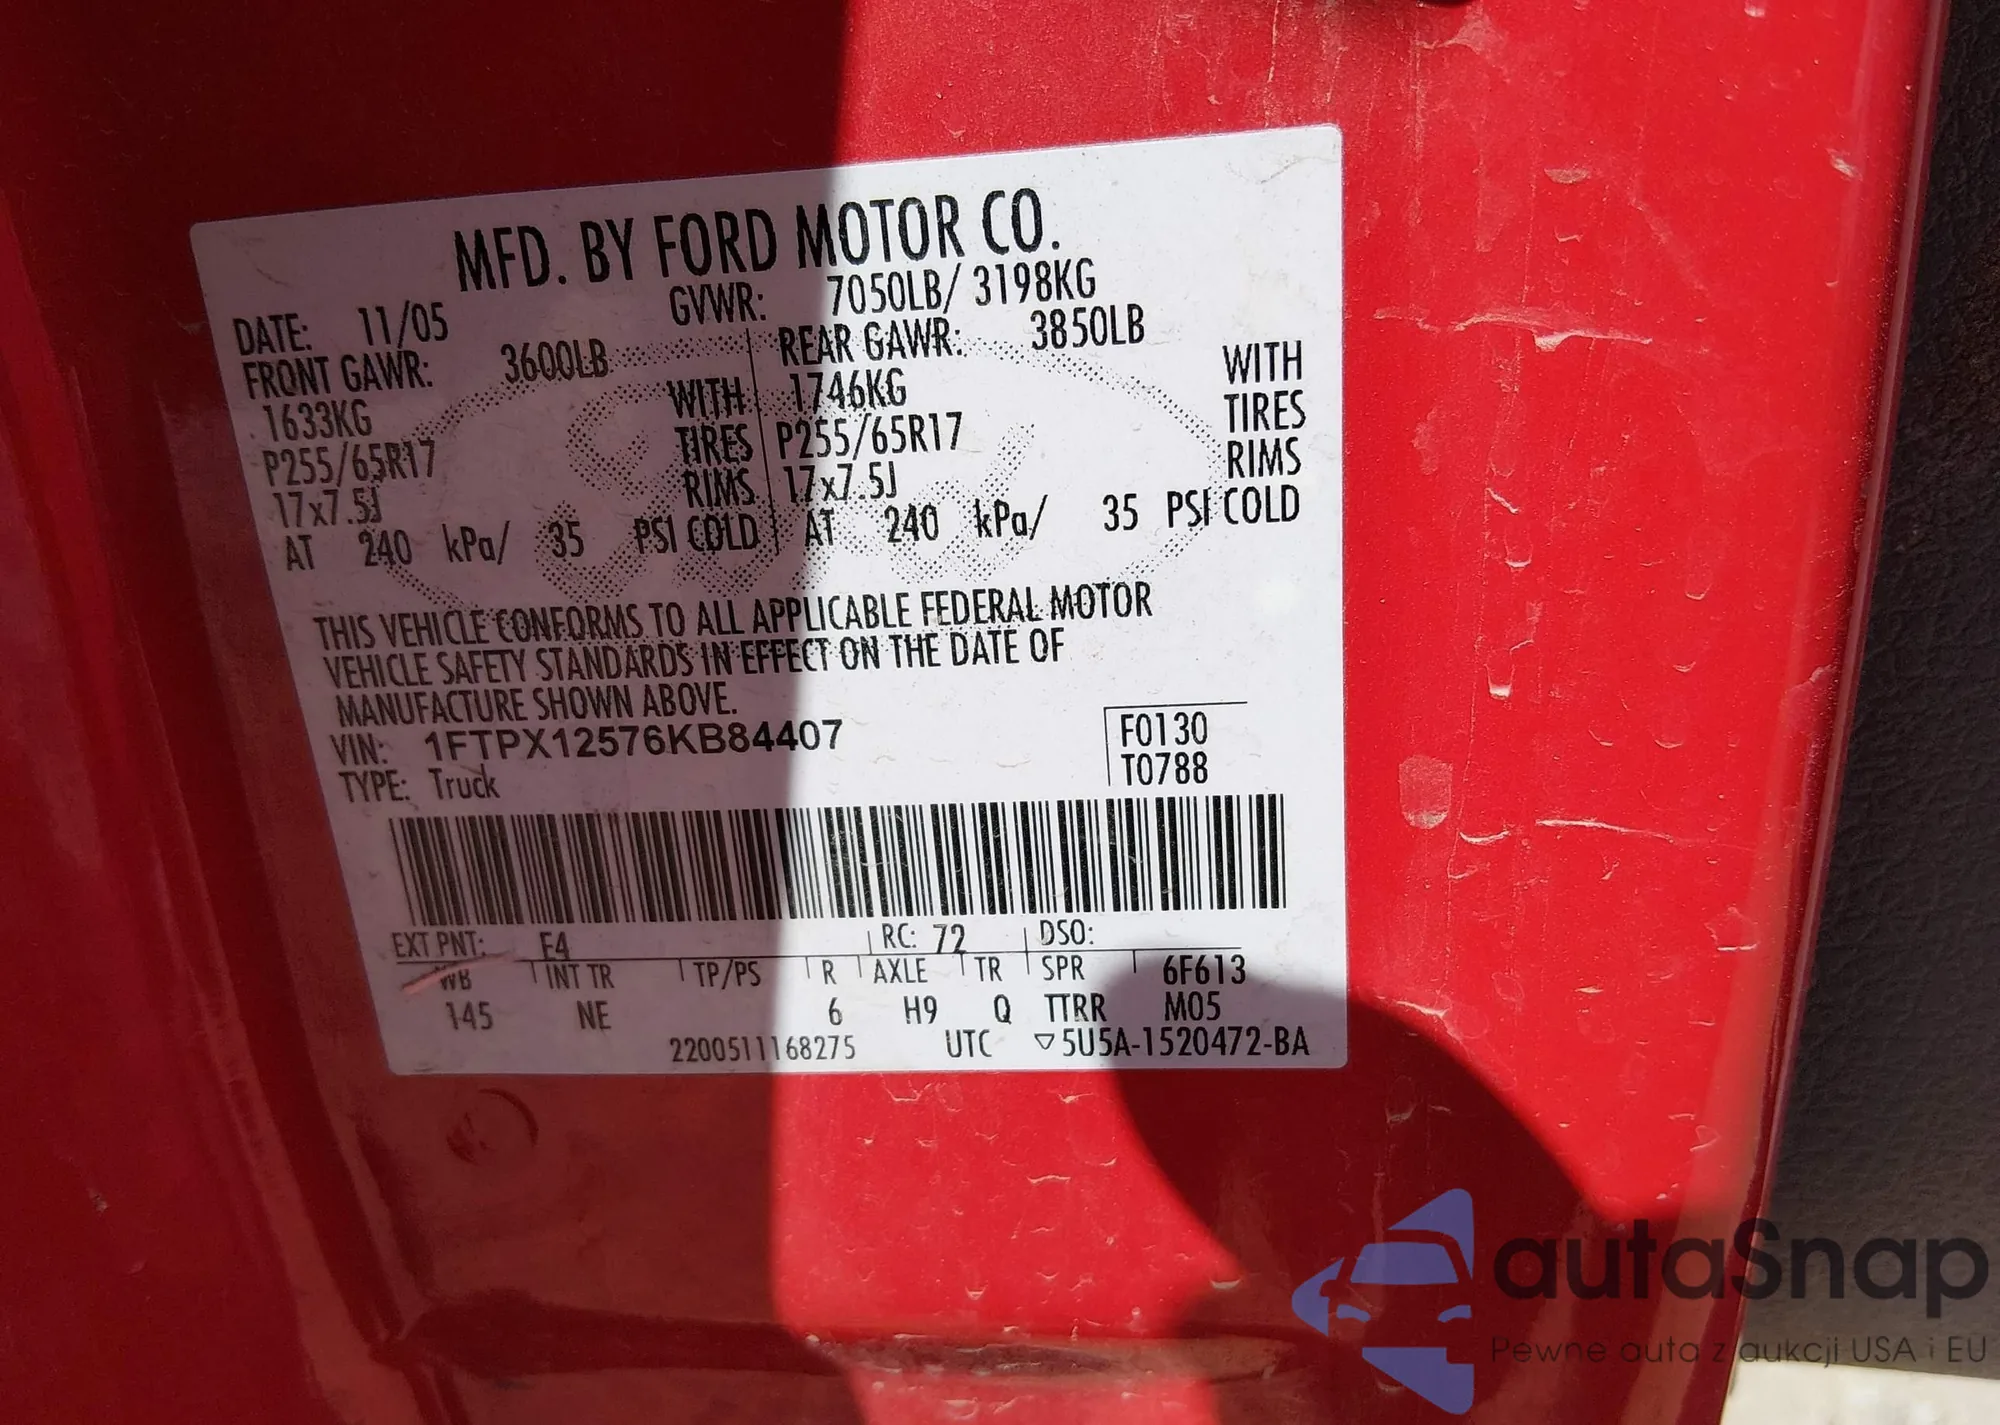 MFD. BY FORD MOTOR CO.
DATE: 11/05 GVWR: 7050LB/ 3198KG
FRONT GAWR: 3600LB REAR GAWR: 3850LB
1633KG WITH 1746KG WITH
P255/65R17 TIRES P255/65R17 TIRES
17x7.5J RIMS 17x7.5J RIMS
AT 240 kPa/ 35 PSI COLD AT 240 kPa/ 35 PSI COLD
THIS VEHICLE CONFORMS TO ALL APPLICABLE FEDERAL MOTOR
VEHICLE SAFETY STANDARDS IN EFFECT ON THE DATE OF
MANUFACTURE SHOWN ABOVE.
VIN: 1FTPX12576KB84407 F0130
TYPE: Truck T0788
EXT PNT: E4 RC: 72 DSO:
WB INT TR TP/PS R AXLE TR SPR 6F613
145 NE 6 H9 Q TTRR M05
2200511168275 UTC ▽5U5A-1520472-BA
autoSnap
Pewne auta z aukcji USA i EU